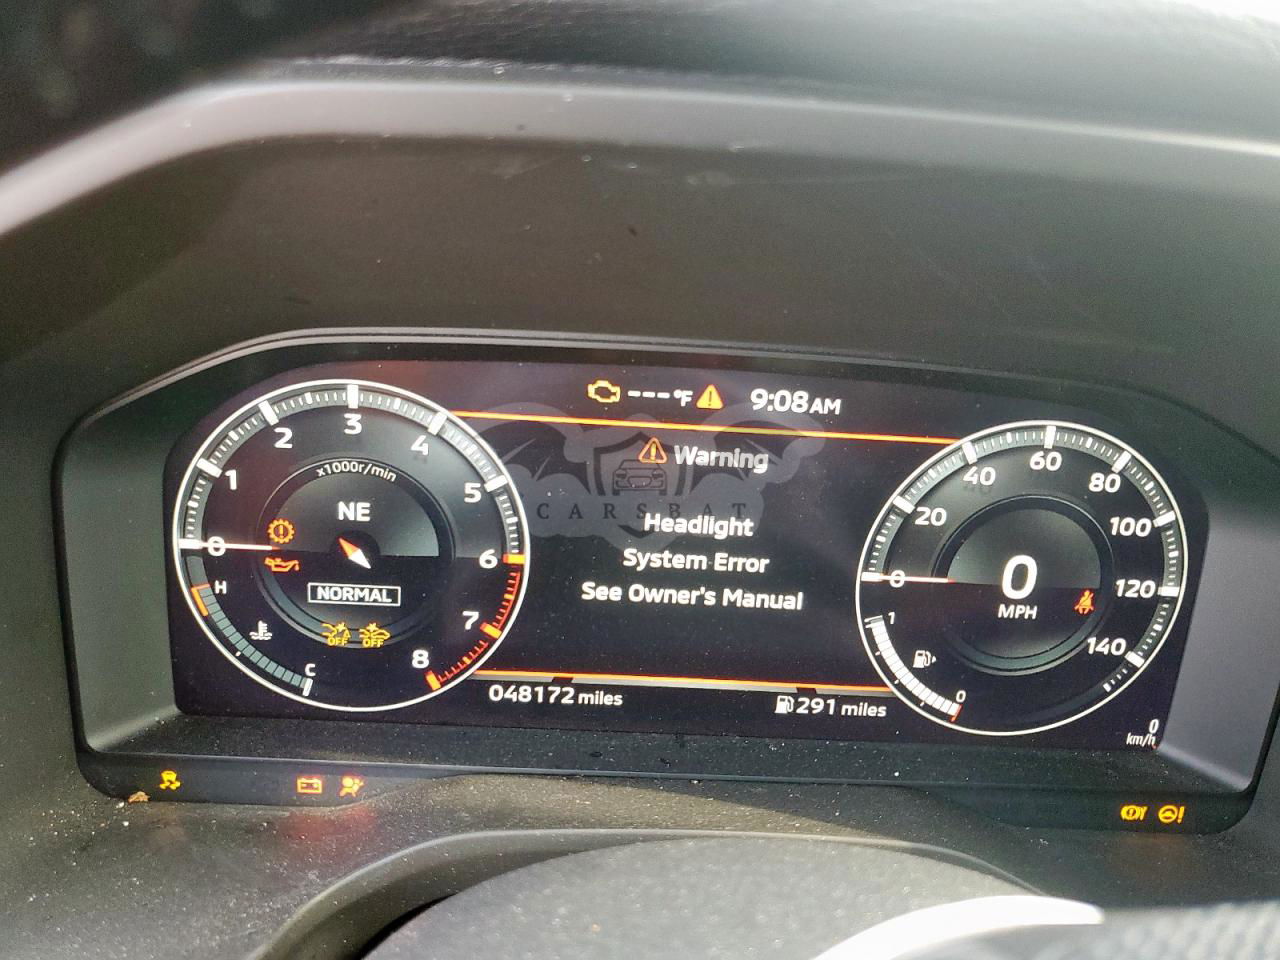 ---°F 9:08AM
Warning
CARSBAT
Headlight
System Error
See Owner's Manual
048172 miles
291 miles
0
1
2
3
4
5
6
7
8
x1000r/min
NE
NORMAL
H
C
OFF
OFF
0
20
40
60
80
100
120
140
0
MPH
1
0
0
km/h